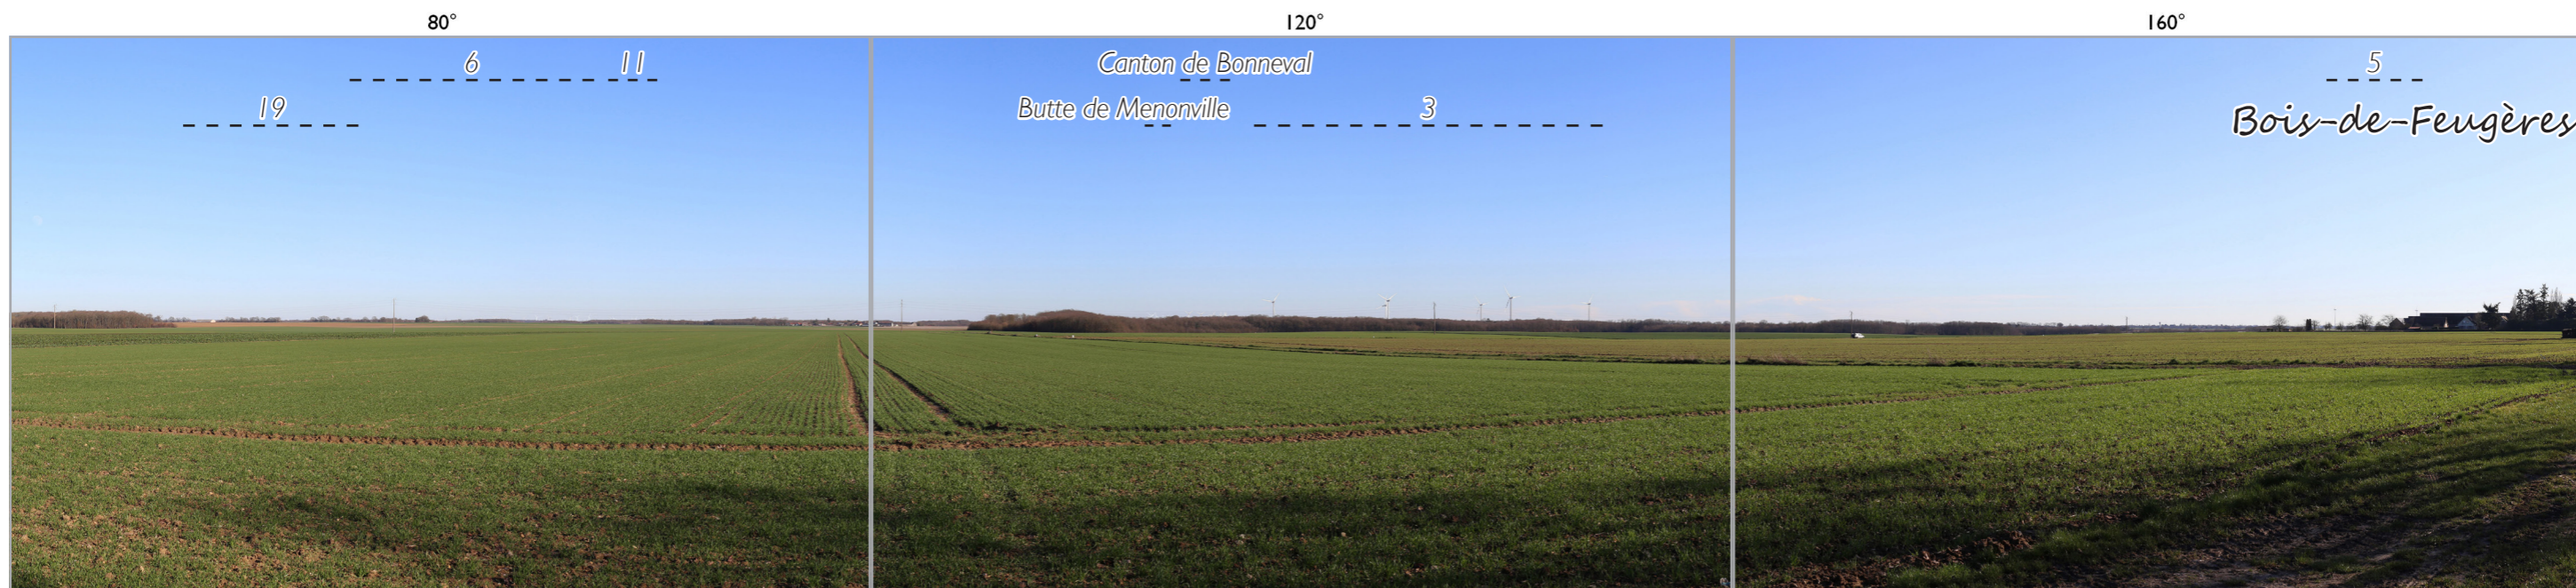 80° 120° 160°
6 11 Canton de Bonneval 5
19 Butte de Menonville 3 Bois-de-Feugères